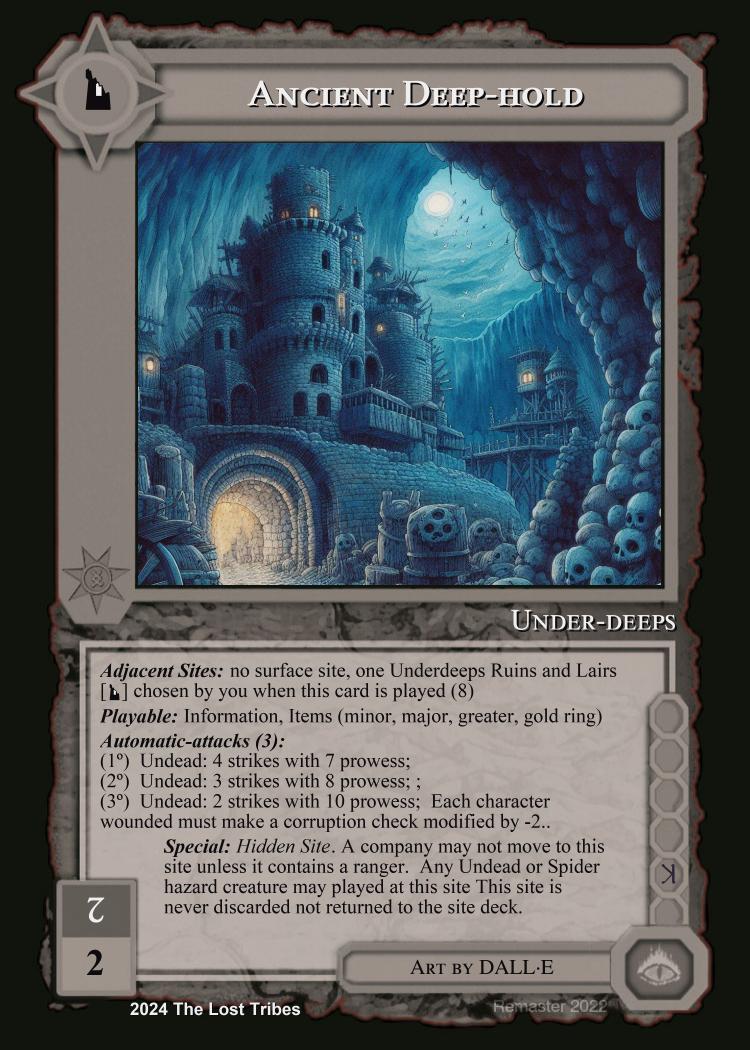 Ancient Deep-hold
Under-deeps
Adjacent Sites: no surface site, one Underdeeps Ruins and Lairs
[] chosen by you when this card is played (8)
Playable: Information, Items (minor, major, greater, gold ring)
Automatic-attacks (3):
(1º) Undead: 4 strikes with 7 prowess;
(2º) Undead: 3 strikes with 8 prowess; ;
(3º) Undead: 2 strikes with 10 prowess; Each character
wounded must make a corruption check modified by -2..
Special: Hidden Site. A company may not move to this
site unless it contains a ranger. Any Undead or Spider
hazard creature may played at this site This site is
never discarded not returned to the site deck.
2
2
Art by DALL·E
2024 The Lost Tribes
Remaster 2022